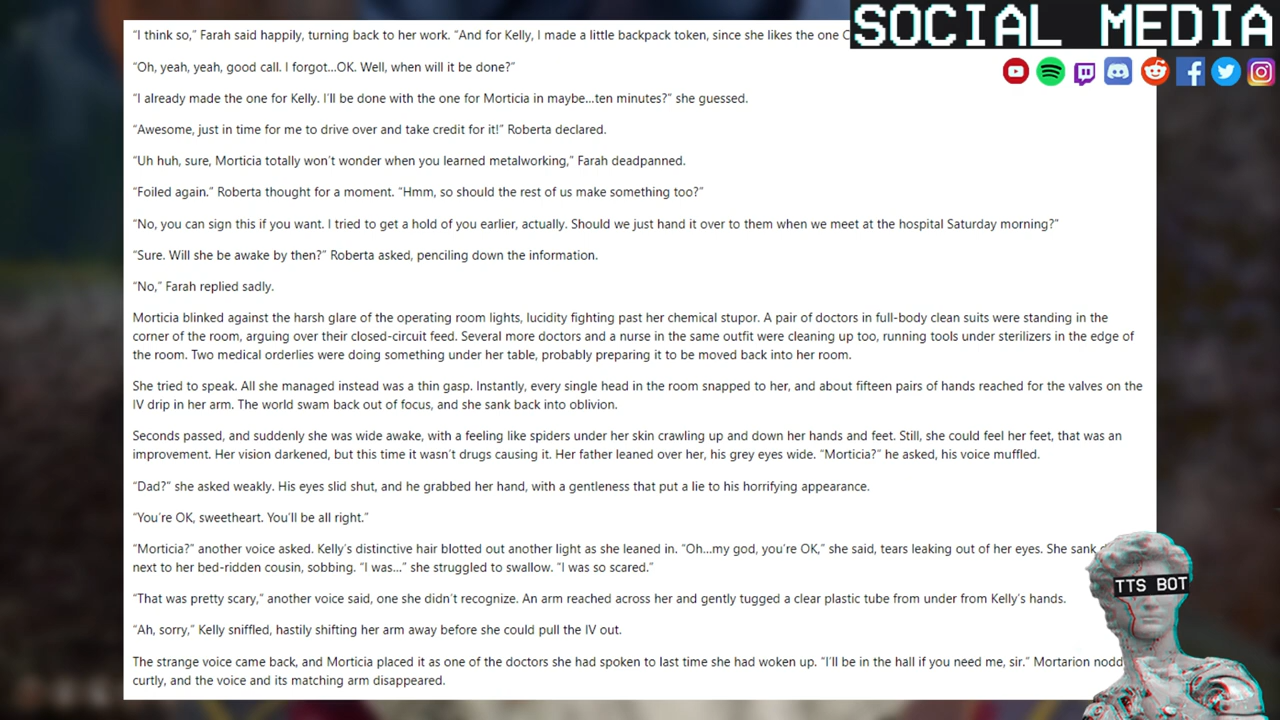 SOCIAL MEDIA
“I think so,” Farah said happily, turning back to her work. “And for Kelly, I made a little backpack token, since she likes the one
“Oh, yeah, yeah, good call. I forgot…OK. Well, when will it be done?”
“I already made the one for Kelly. I’ll be done with the one for Morticia in maybe…ten minutes?” she guessed.
“Awesome, just in time for me to drive over and take credit for it!” Roberta declared.
“Uh huh, sure, Morticia totally won’t wonder when you learned metalworking,” Farah deadpanned.
“Foiled again.” Roberta thought for a moment. “Hmm, so should the rest of us make something too?”
“No, you can sign this if you want. I tried to get a hold of you earlier, actually. Should we just hand it over to them when we meet at the hospital Saturday morning?”
“Sure. Will she be awake by then?” Roberta asked, penciling down the information.
“No,” Farah replied sadly.
Morticia blinked against the harsh glare of the operating room lights, lucidity fighting past her chemical stupor. A pair of doctors in full-body clean suits were standing in the
corner of the room, arguing over their closed-circuit feed. Several more doctors and a nurse in the same outfit were cleaning up too, running tools under sterilizers in the edge of
the room. Two medical orderlies were doing something under her table, probably preparing it to be moved back into her room.
She tried to speak. All she managed instead was a thin gasp. Instantly, every single head in the room snapped to her, and about fifteen pairs of hands reached for the valves on the
IV drip in her arm. The world swam back out of focus, and she sank back into oblivion.
Seconds passed, and suddenly she was wide awake, with a feeling like spiders under her skin crawling up and down her hands and feet. Still, she could feel her feet, that was an
improvement. Her vision darkened, but this time it wasn’t drugs causing it. Her father leaned over her, his grey eyes wide. “Morticia?” he asked, his voice muffled.
“Dad?” she asked weakly. His eyes slid shut, and he grabbed her hand, with a gentleness that put a lie to his horrifying appearance.
“You’re OK, sweetheart. You’ll be all right.”
“Morticia?” another voice asked. Kelly’s distinctive hair blotted out another light as she leaned in. “Oh…my god, you’re OK,” she said, tears leaking out of her eyes. She sank
next to her bed-ridden cousin, sobbing. “I was…” she struggled to swallow. “I was so scared.”
“That was pretty scary,” another voice said, one she didn’t recognize. An arm reached across her and gently tugged a clear plastic tube from under from Kelly’s hands.
“Ah, sorry,” Kelly sniffled, hastily shifting her arm away before she could pull the IV out.
The strange voice came back, and Morticia placed it as one of the doctors she had spoken to last time she had woken up. “I’ll be in the hall if you need me, sir.” Mortarion
curtly, and the voice and its matching arm disappeared.
TTS BOT